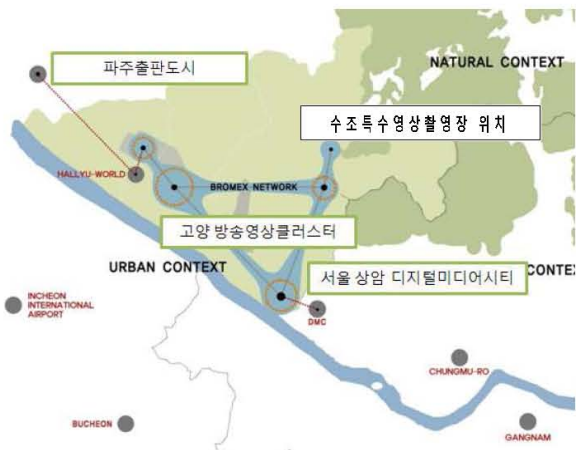 파주출판도시
NATURAL CONTEXT
수조특수영상촬영장 위치
HALLYU-WORLD
BROMEX NETWORK
고양 방송영상클러스터
URBAN CONTEXT
서울 상암 디지털미디어시티
CONTEX
INCHEON
INTERNATIONAL
AIRPORT
DMC
CHUNGMU-RO
BUCHEON
GANGNAM